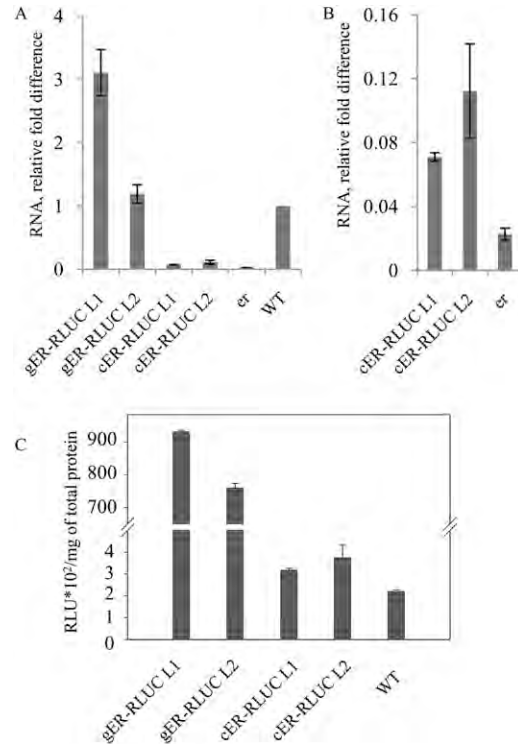 A
RNA, relative fold difference
4
3
2
1
0
gER-RLUC L1
gER-RLUC L2
cER-RLUC L1
cER-RLUC L2
er
WT
B
RNA, relative fold difference
0.16
0.12
0.08
0.04
0
cER-RLUC L1
cER-RLUC L2
er
C
RLU*10²/mg of total protein
900
800
700
4
3
2
1
0
gER-RLUC L1
gER-RLUC L2
cER-RLUC L1
cER-RLUC L2
WT